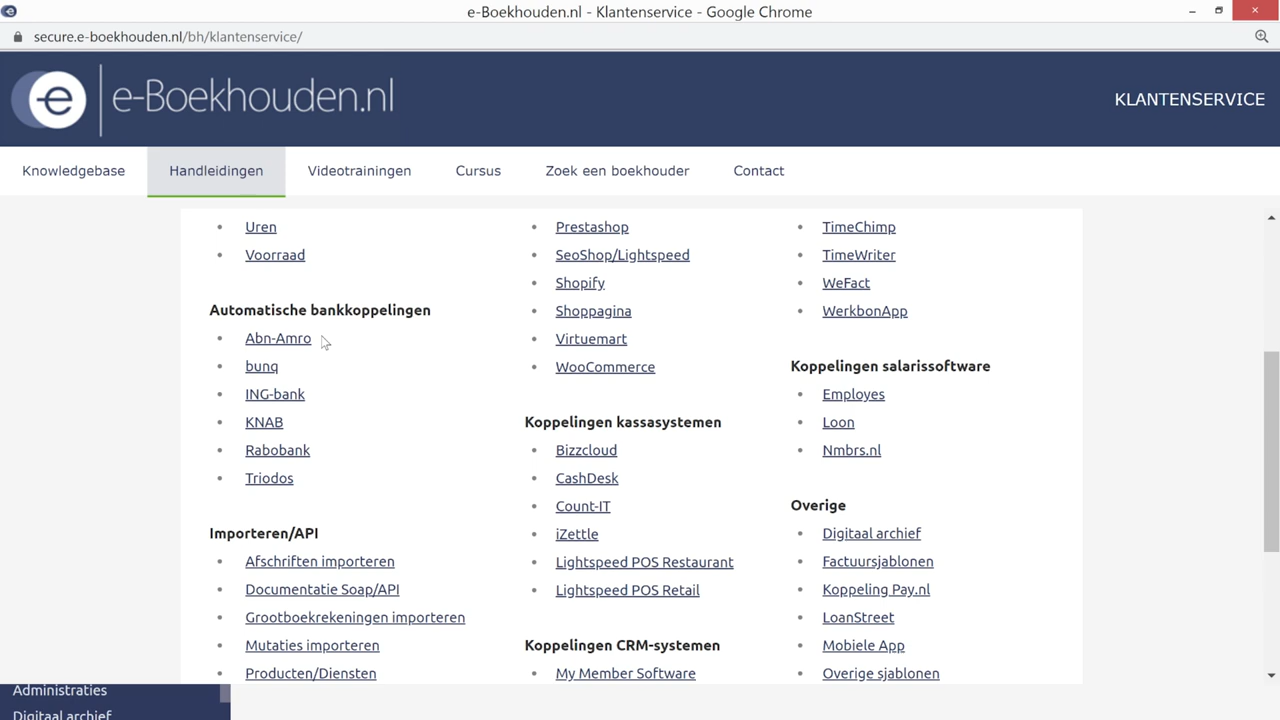 e-Boekhouden.nl - Klantenservice - Google Chrome
secure.e-boekhouden.nl/bh/klantenservice/
e-Boekhouden.nl
KLANTENSERVICE
Knowledgebase
Handleidingen
Videotrainingen
Cursus
Zoek een boekhouder
Contact
Uren
Voorraad
Automatische bankkoppelingen
Abn-Amro
bunq
ING-bank
KNAB
Rabobank
Triodos
Importeren/API
Afschriften importeren
Documentatie Soap/API
Grootboekrekeningen importeren
Mutaties importeren
Producten/Diensten
Prestashop
SeoShop/Lightspeed
Shopify
Shoppagina
Virtuemart
WooCommerce
Koppelingen kassasystemen
Bizzcloud
CashDesk
Count-IT
iZettle
Lightspeed POS Restaurant
Lightspeed POS Retail
Koppelingen CRM-systemen
My Member Software
TimeChimp
TimeWriter
WeFact
WerkbonApp
Koppelingen salarissoftware
Employes
Loon
Nmbrs.nl
Overige
Digitaal archief
Factuursjablonen
Koppeling Pay.nl
LoanStreet
Mobiele App
Overige sjablonen
Administraties
Digitaal archief